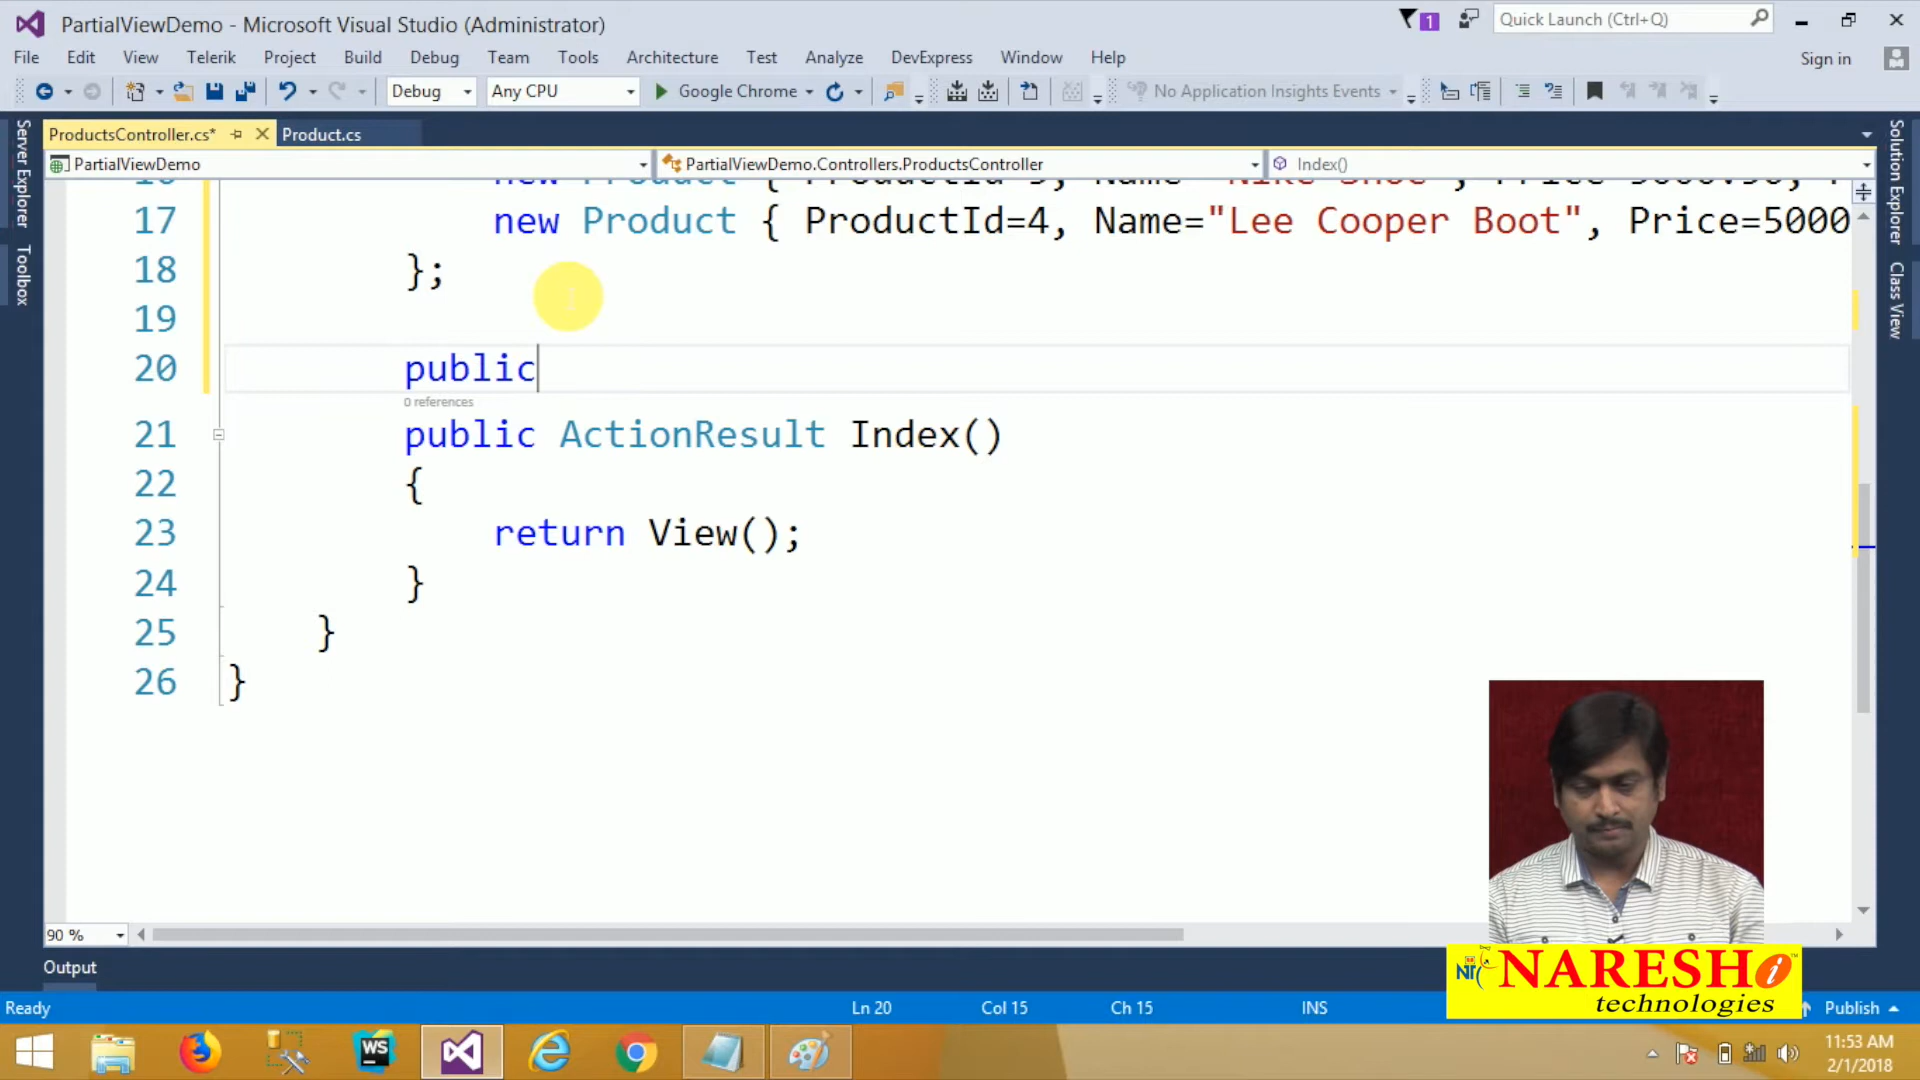 PartialViewDemo - Microsoft Visual Studio (Administrator)
1
Quick Launch (Ctrl+Q)
File Edit View Telerik Project Build Debug Team Tools Architecture Test Analyze DevExpress Window Help
Sign in
Debug Any CPU Google Chrome No Application Insights Events
ProductsController.cs* Product.cs
PartialViewDemo PartialViewDemo.Controllers.ProductsController Index()
Server Explorer
Toolbox
Solution Explorer
Class View
17 new Product { ProductId=4, Name="Lee Cooper Boot", Price=5000
18 };
19
20 public
0 references
21 public ActionResult Index()
22 {
23 return View();
24 }
25 }
26 }
90 %
Output
Ready Ln 20 Col 15 Ch 15 INS Publish
NARESH i
technologies
WS
11:53 AM
2/1/2018